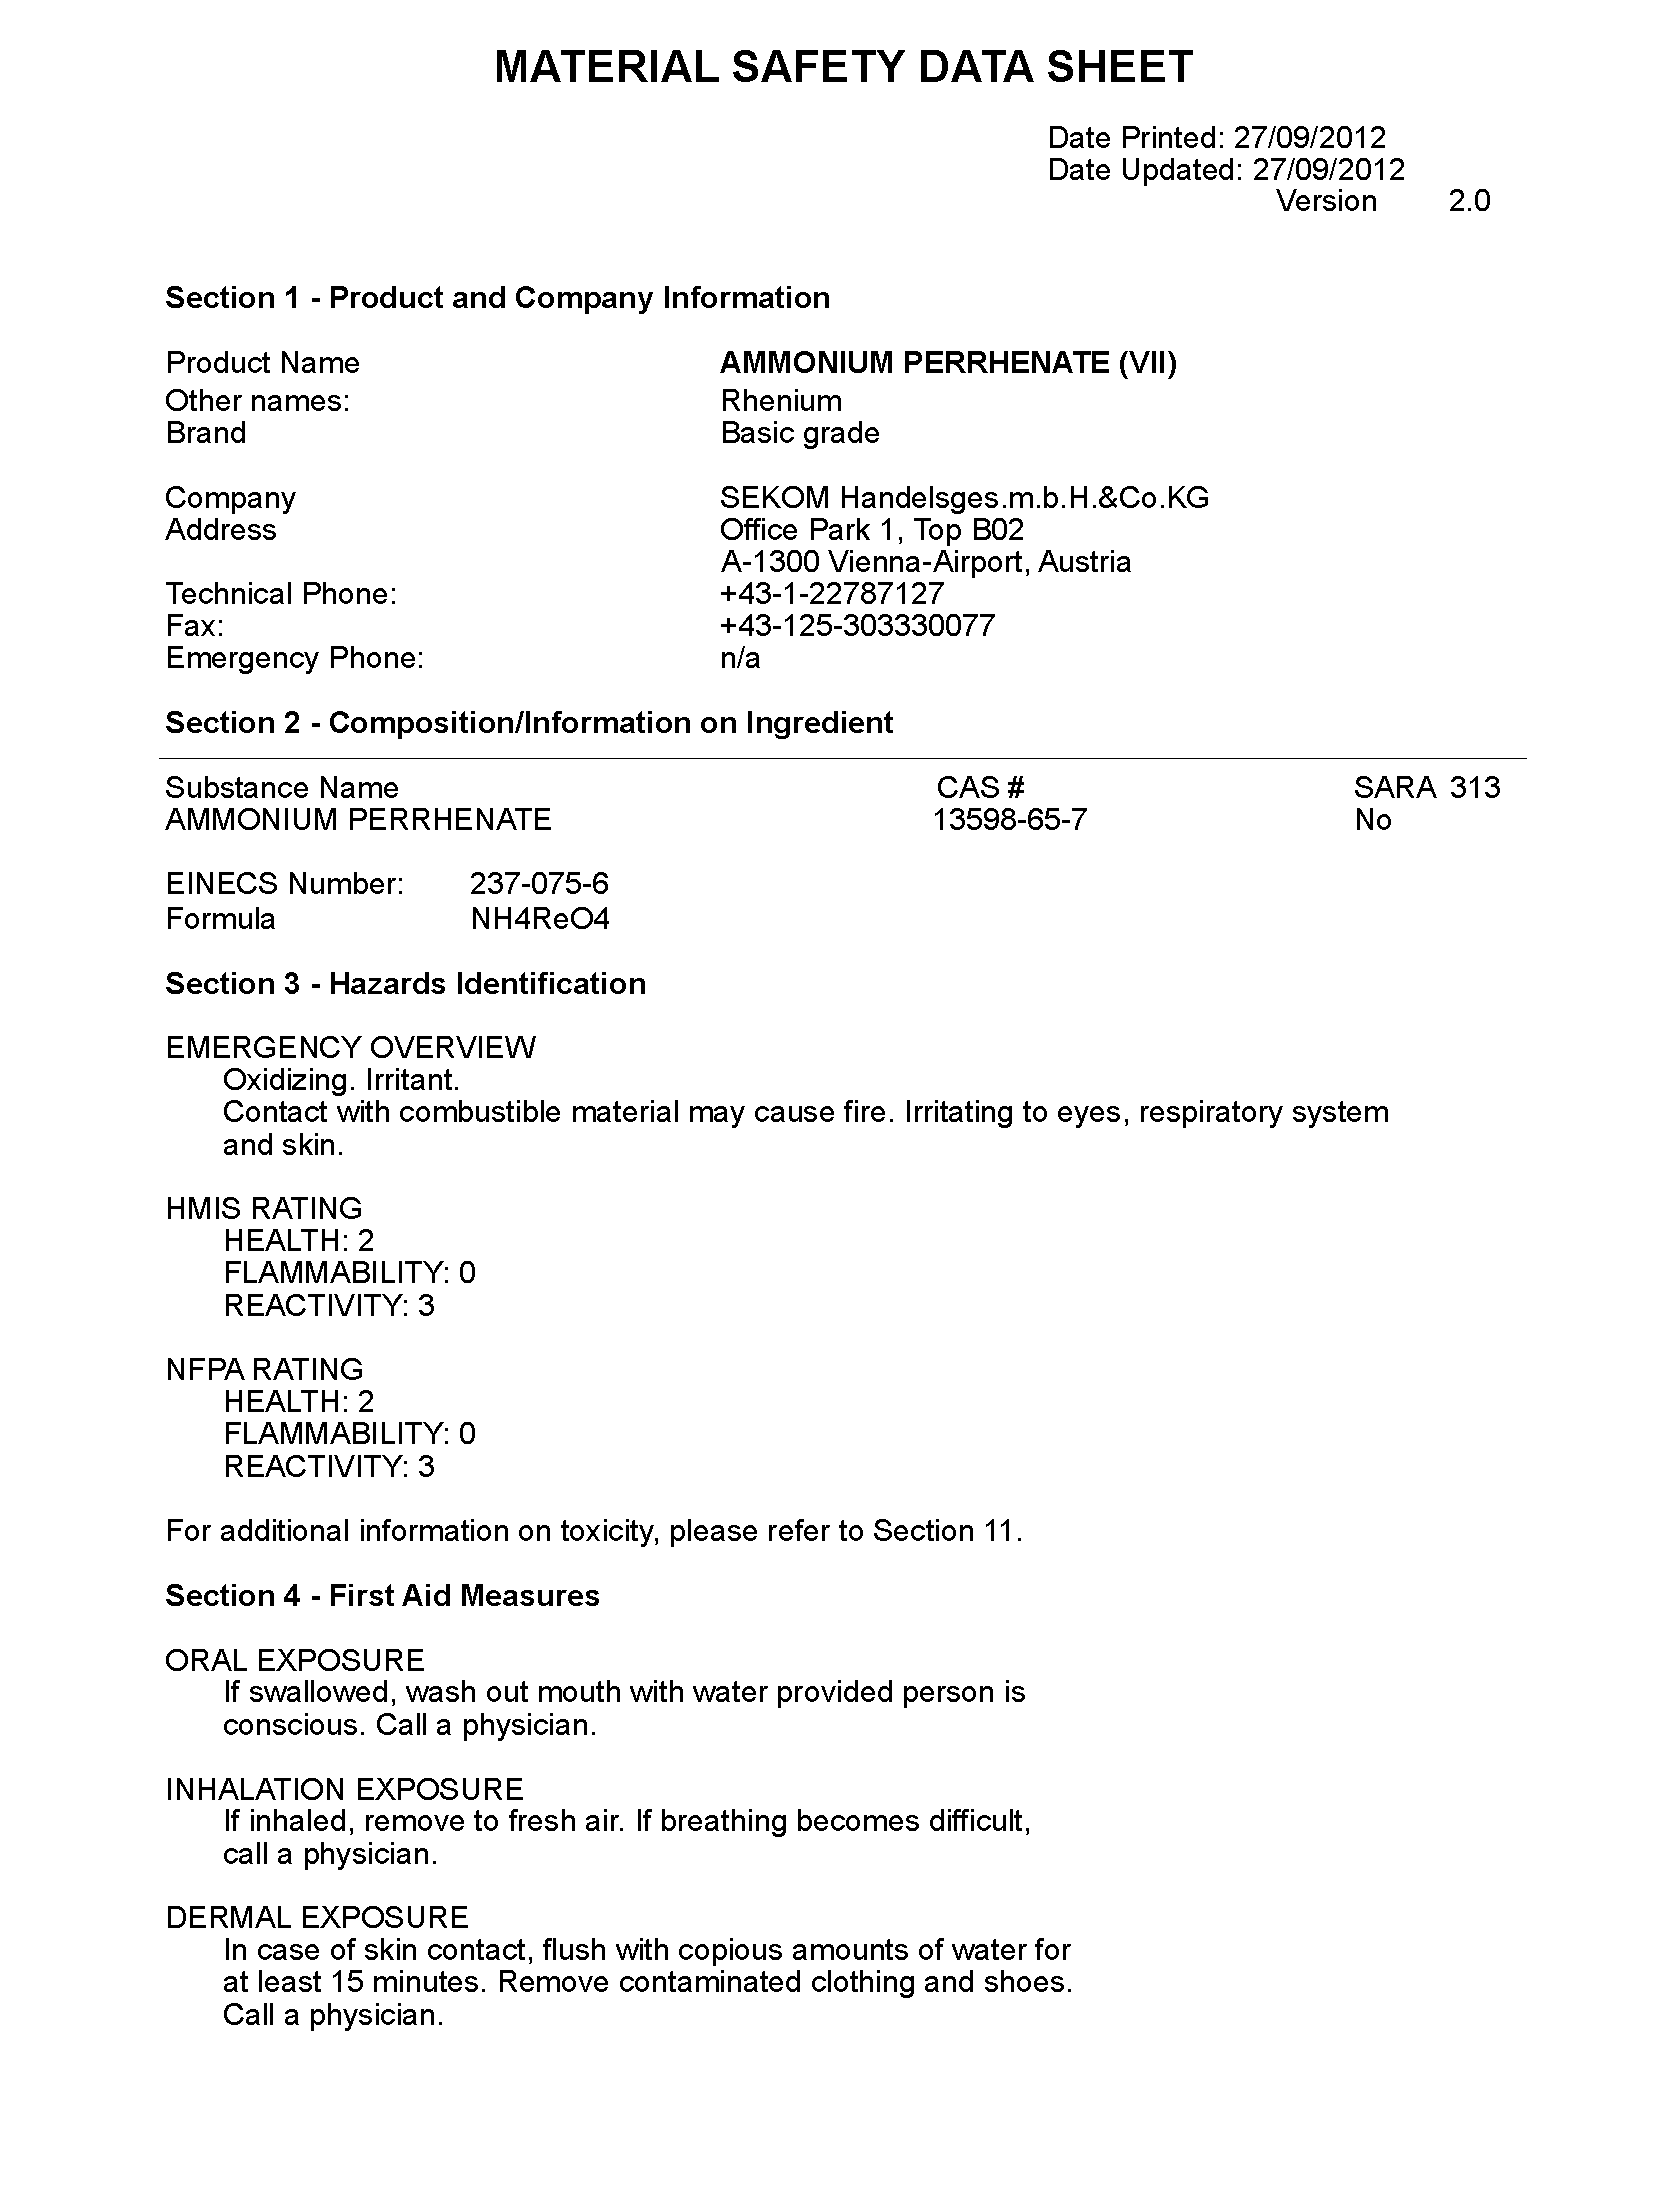 MATERIAL SAFETY DATA SHEET
Date Printed: 27/09/2012
Date Updated: 27/09/2012
Version 2.0
Section 1 - Product and Company Information
Product Name AMMONIUM PERRHENATE (VII)
Other names: Rhenium
Brand Basic grade
Company SEKOM Handelsges.m.b.H.&Co.KG
Address Office Park 1, Top B02
A-1300 Vienna-Airport, Austria
Technical Phone: +43-1-22787127
Fax: +43-125-303330077
Emergency Phone: n/a
Section 2 - Composition/Information on Ingredient
Substance Name CAS # SARA 313
AMMONIUM PERRHENATE 13598-65-7 No
EINECS Number: 237-075-6
Formula NH4ReO4
Section 3 - Hazards Identification
EMERGENCY OVERVIEW
Oxidizing. Irritant.
Contact with combustible material may cause fire. Irritating to eyes, respiratory system
and skin.
HMIS RATING
HEALTH: 2
FLAMMABILITY: 0
REACTIVITY: 3
NFPA RATING
HEALTH: 2
FLAMMABILITY: 0
REACTIVITY: 3
For additional information on toxicity, please refer to Section 11.
Section 4 - First Aid Measures
ORAL EXPOSURE
If swallowed, wash out mouth with water provided person is
conscious. Call a physician.
INHALATION EXPOSURE
If inhaled, remove to fresh air. If breathing becomes difficult,
call a physician.
DERMAL EXPOSURE
In case of skin contact, flush with copious amounts of water for
at least 15 minutes. Remove contaminated clothing and shoes.
Call a physician.